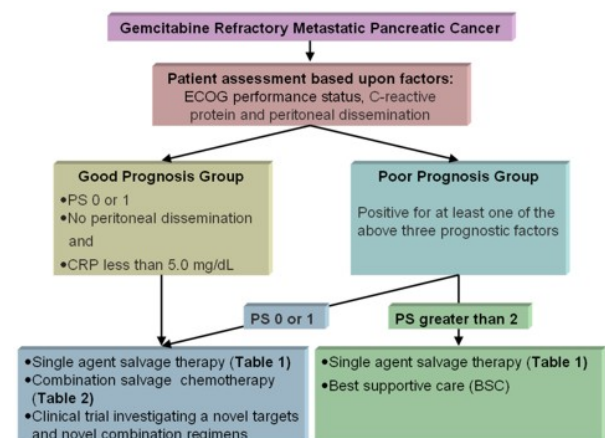 Gemcitabine Refractory Metastatic Pancreatic Cancer
Patient assessment based upon factors:
ECOG performance status, C-reactive
protein and peritoneal dissemination
Good Prognosis Group
•PS 0 or 1
•No peritoneal dissemination
and
•CRP less than 5.0 mg/dL
Poor Prognosis Group
Positive for at least one of the
above three prognostic factors
PS 0 or 1
PS greater than 2
•Single agent salvage therapy (Table 1)
•Combination salvage chemotherapy
(Table 2)
•Clinical trial investigating a novel targets
and novel combination regimens
•Single agent salvage therapy (Table 1)
•Best supportive care (BSC)